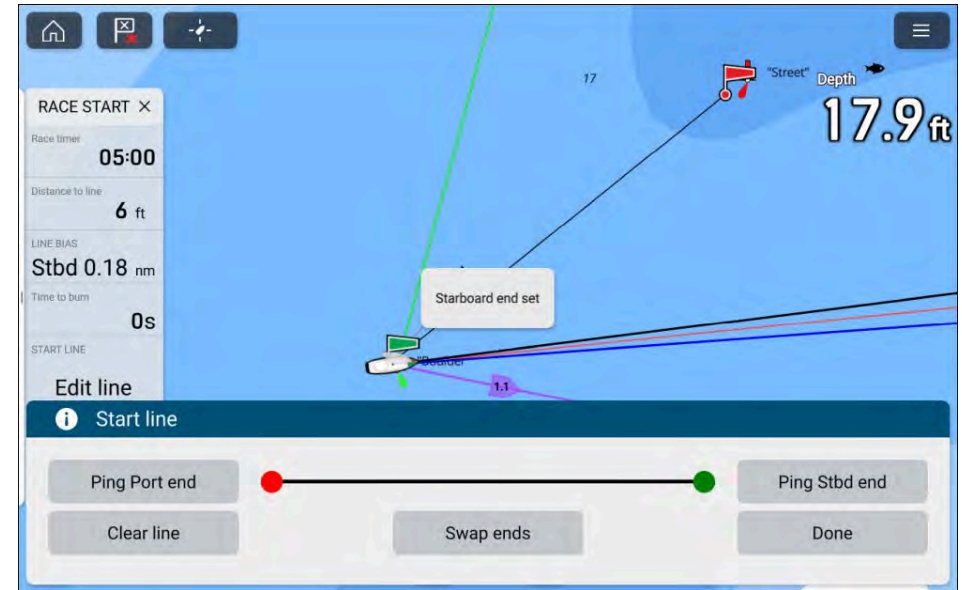 17
"Street"
Depth
17.9 ft
RACE START ×
Race timer
05:00
Distance to line
6 ft
LINE BIAS
Stbd 0.18 nm
Time to burn
0s
START LINE
Edit line
Starboard end set
"Boulder
1.1
i Start line
Ping Port end
Ping Stbd end
Clear line
Swap ends
Done